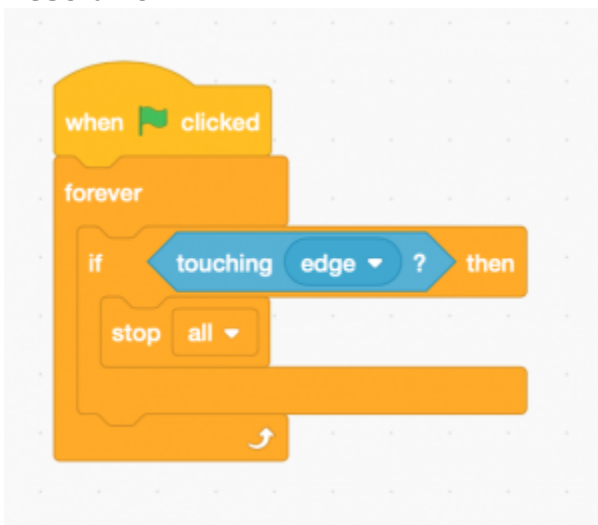 when clicked
forever
if touching edge ? then
stop all